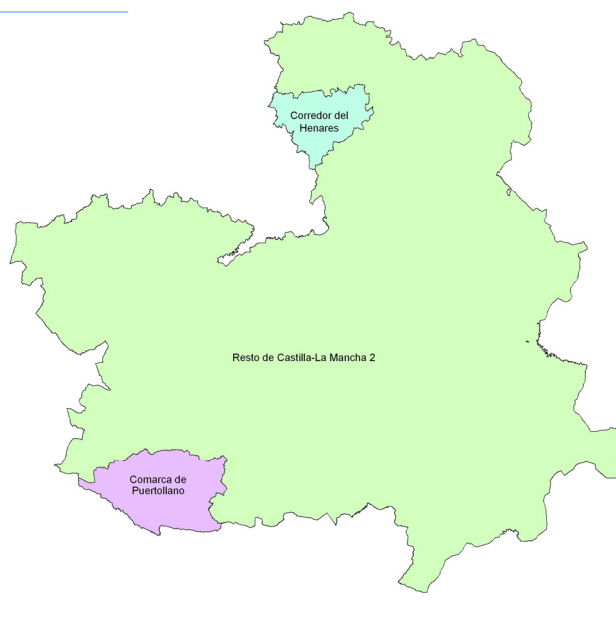 Corredor del
Henares
Resto de Castilla-La Mancha 2
Comarca de
Puertollano